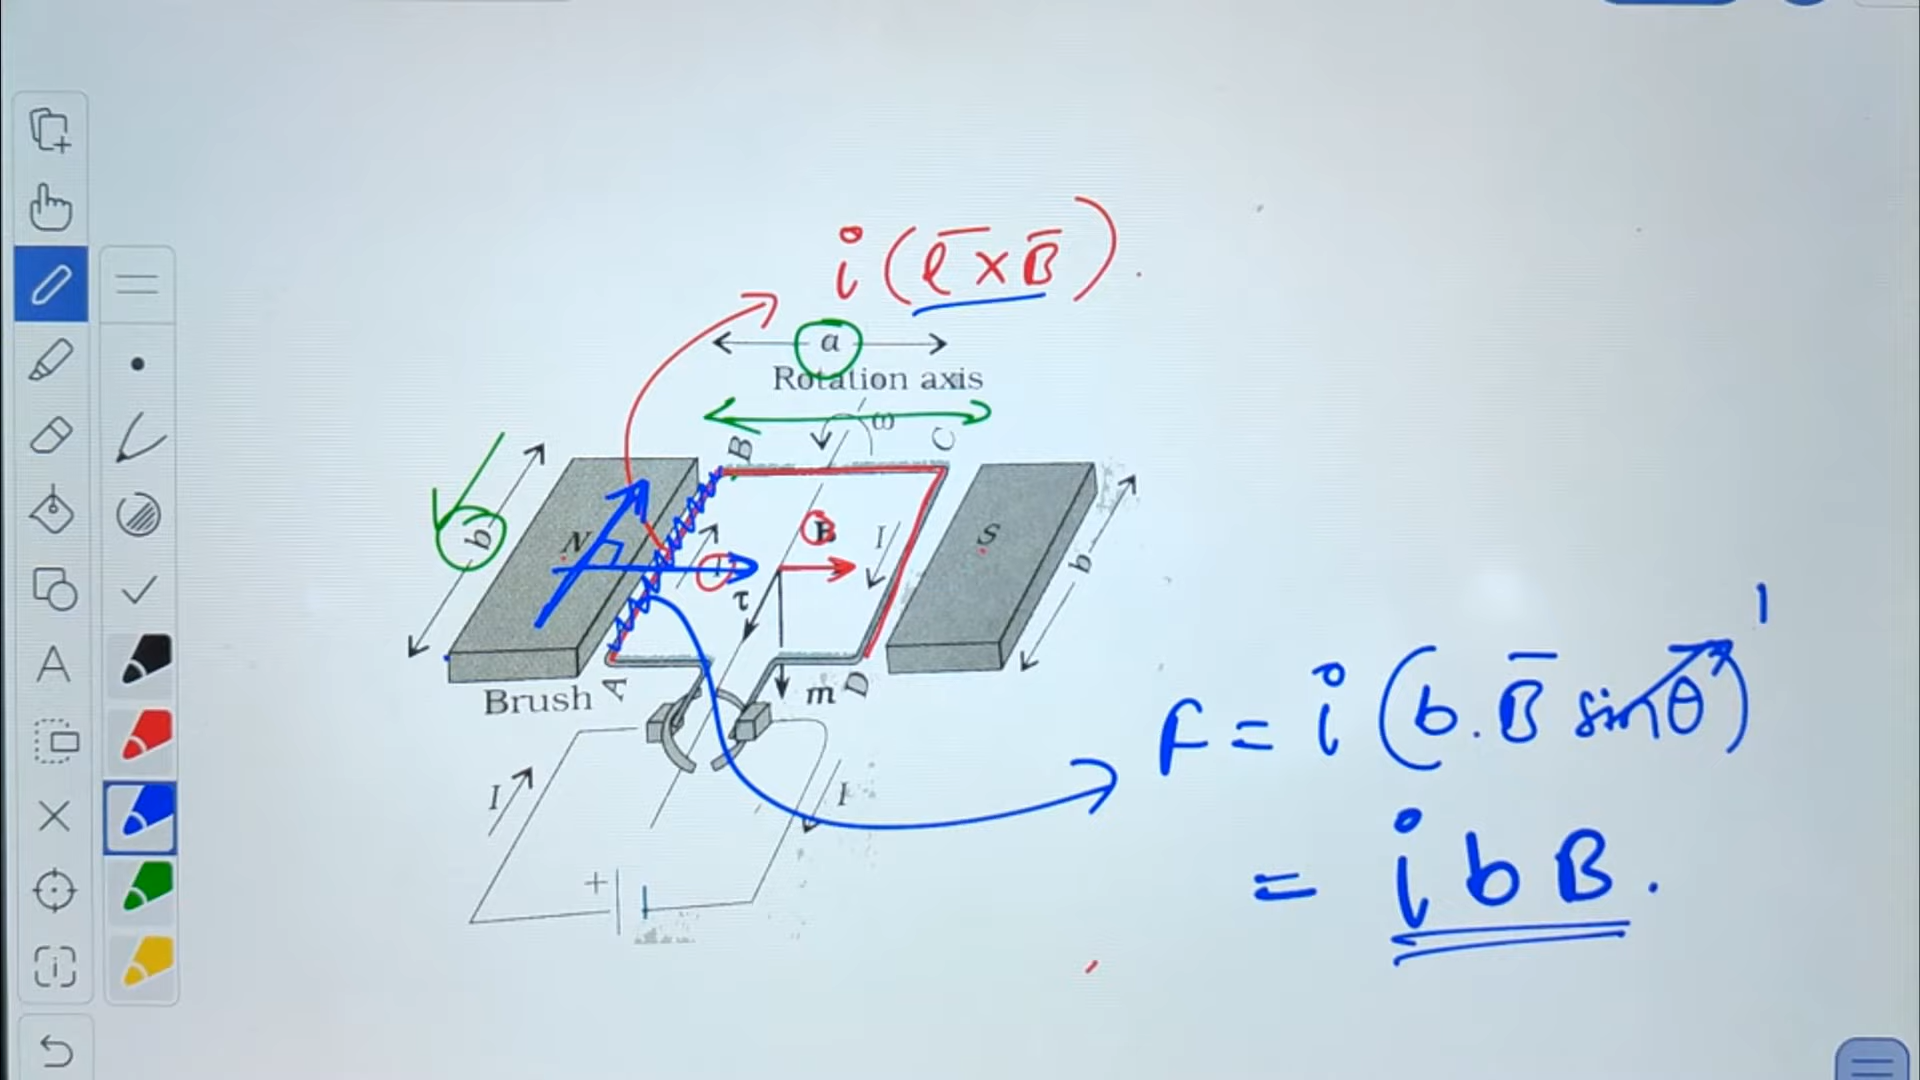 i (l̄ × B̄).
a
Rotation axis
ω
B
C
b
N
B
I
S
b
I
τ
Brush
A
m
D
I
I
+
1
F = i (b. B̄ sinθ)
= i b B.
A